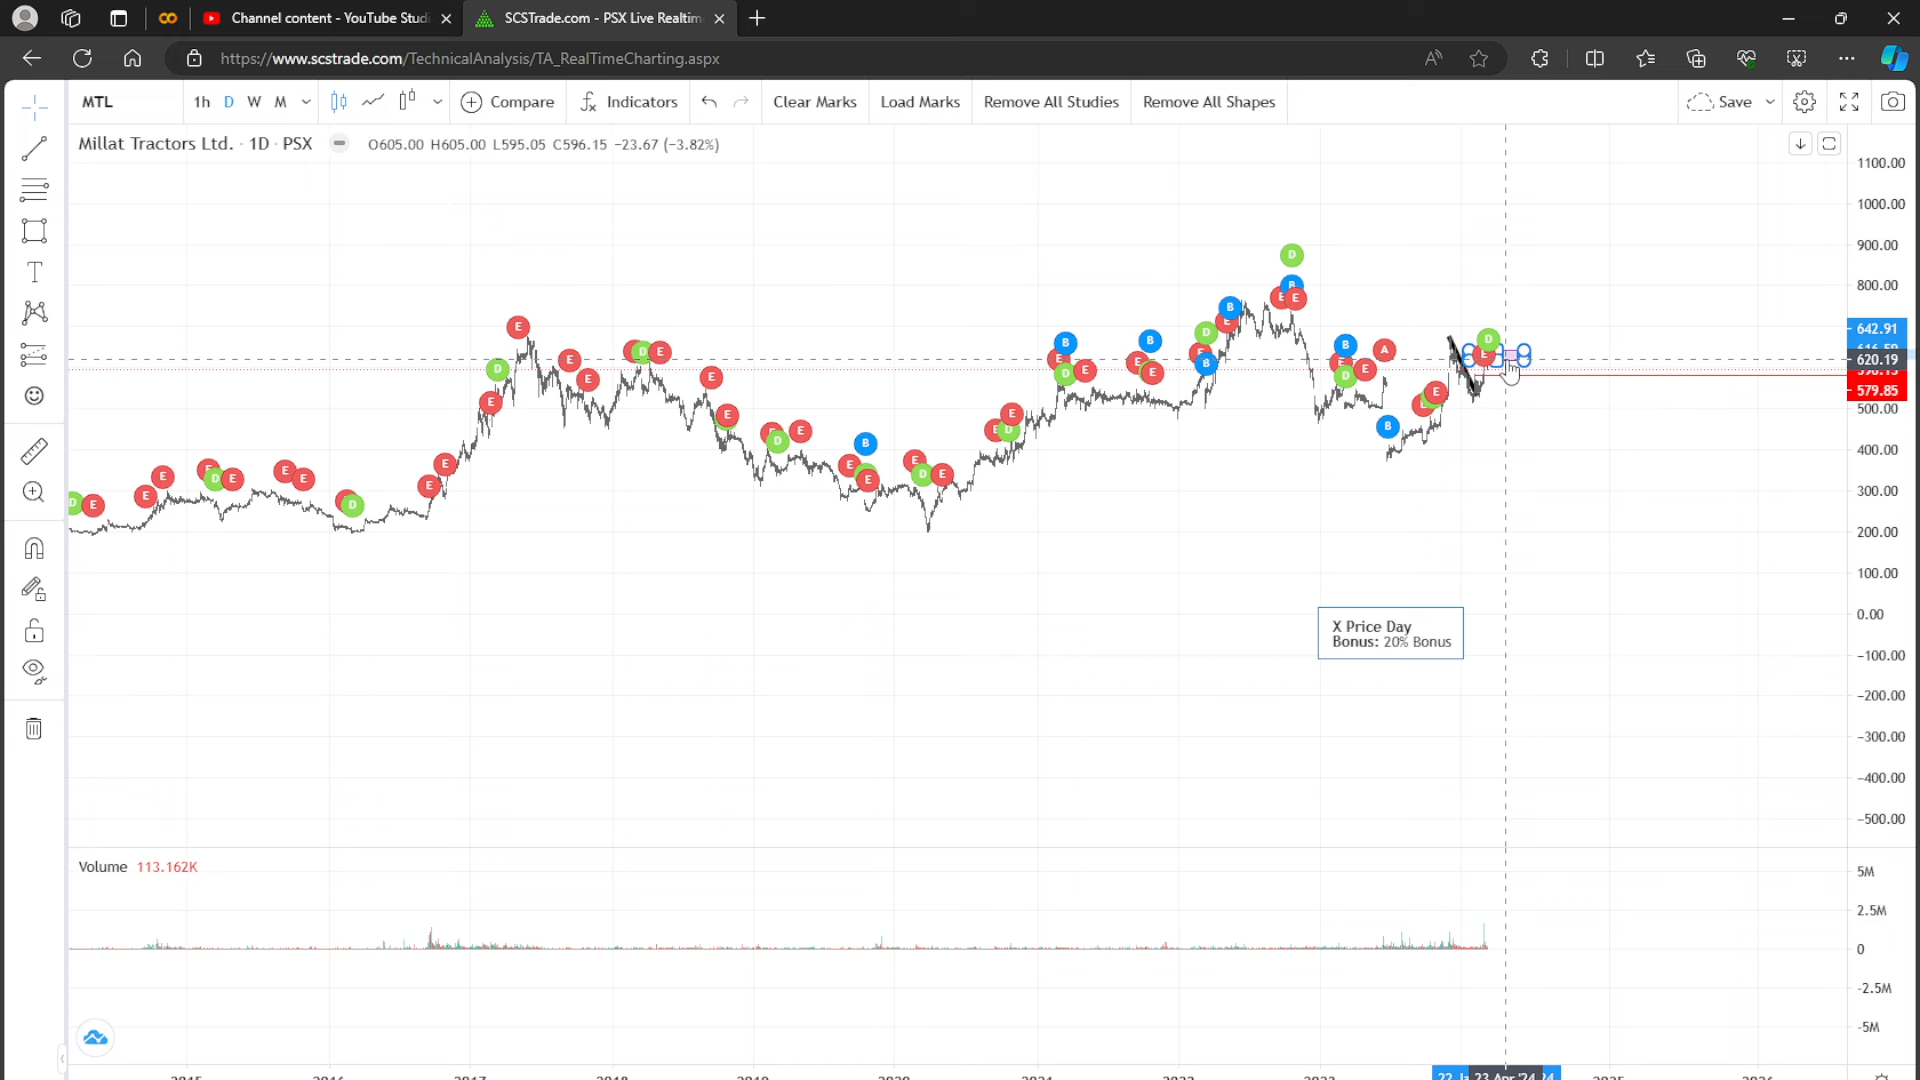 Channel content - YouTube Studi
SCSTrade.com - PSX Live Realtim
https://www.scstrade.com/TechnicalAnalysis/TA_RealTimeCharting.aspx
MTL
1h D W M
Compare
Indicators
Clear Marks
Load Marks
Remove All Studies
Remove All Shapes
Save
Millat Tractors Ltd. · 1D · PSX
O605.00 H605.00 L595.05 C596.15 −23.67 (−3.82%)
1100.00
1000.00
900.00
800.00
642.91
620.19
579.85
500.00
400.00
300.00
200.00
100.00
0.00
−100.00
−200.00
−300.00
−400.00
−500.00
X Price Day
Bonus: 20% Bonus
Volume 113.162K
5M
2.5M
0
−2.5M
−5M
23 Apr '24